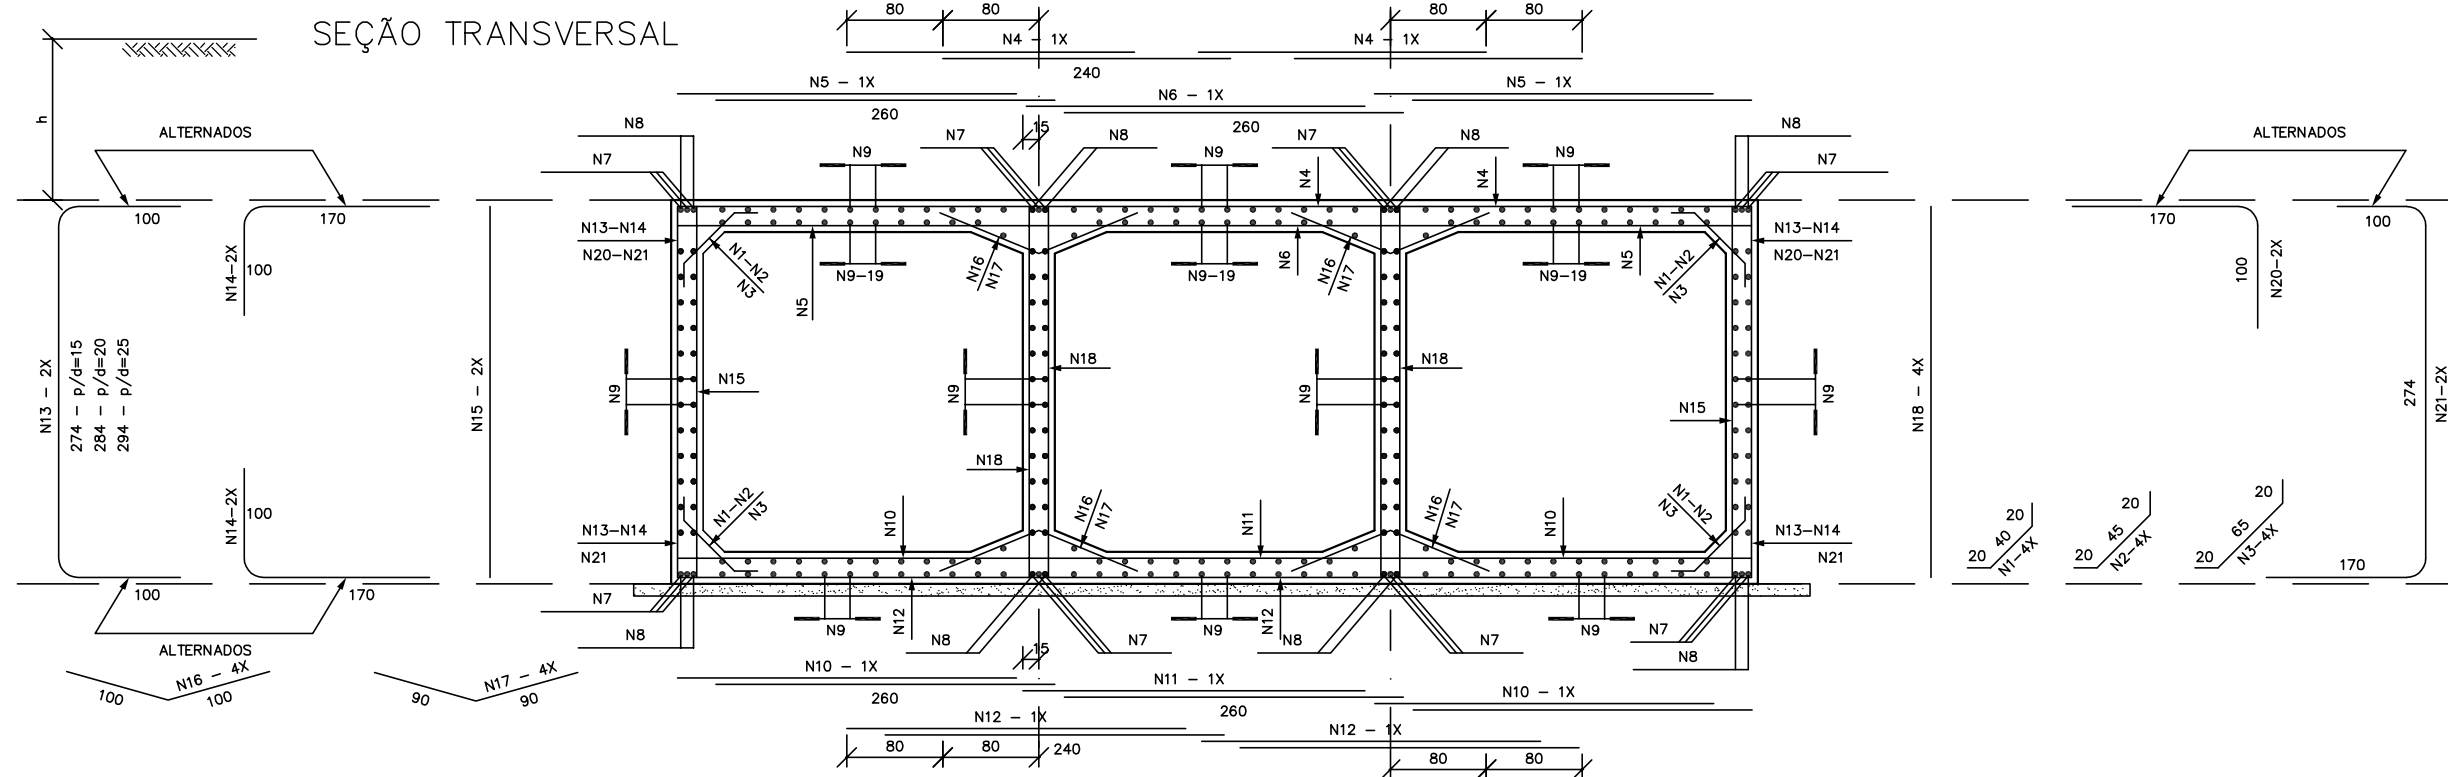 SEÇÃO TRANSVERSAL
80
80
80
80
N4 – 1X
N4 – 1X
240
N5 – 1X
N6 – 1X
N5 – 1X
260
15
260
h
ALTERNADOS
N8
N7
N8
N7
N8
N8
ALTERNADOS
N7
N9
N9
N9
N7
N4
N4
100
170
170
100
N13–N14
N20–N21
N13–N14
N20–N21
N14–2X
100
N1–N2
N3
N16
N17
N6
N16
N17
N5
N1–N2
N3
100
N20–2X
N9–19
N9–19
N9–19
N5
N13 – 2X
274 – p/d=15
284 – p/d=20
294 – p/d=25
N15 – 2X
N9
N15
N9
N18
N9
N18
N15
N9
N18 – 4X
274
N21–2X
N18
N14–2X
100
N1–N2
N3
N10
N16
N17
N11
N16
N17
N10
N1–N2
N3
N13–N14
N21
N13–N14
N21
20
40
20
N1–4X
20
45
20
N2–4X
20
65
20
N3–4X
100
170
170
N7
N8
N9
N12
N8
N7
N9
N12
N8
N7
N9
N7
N8
ALTERNADOS
15
N16 – 4X
100
100
N17 – 4X
90
90
N10 – 1X
260
N11 – 1X
260
N10 – 1X
N12 – 1X
N12 – 1X
80
80
240
80
80